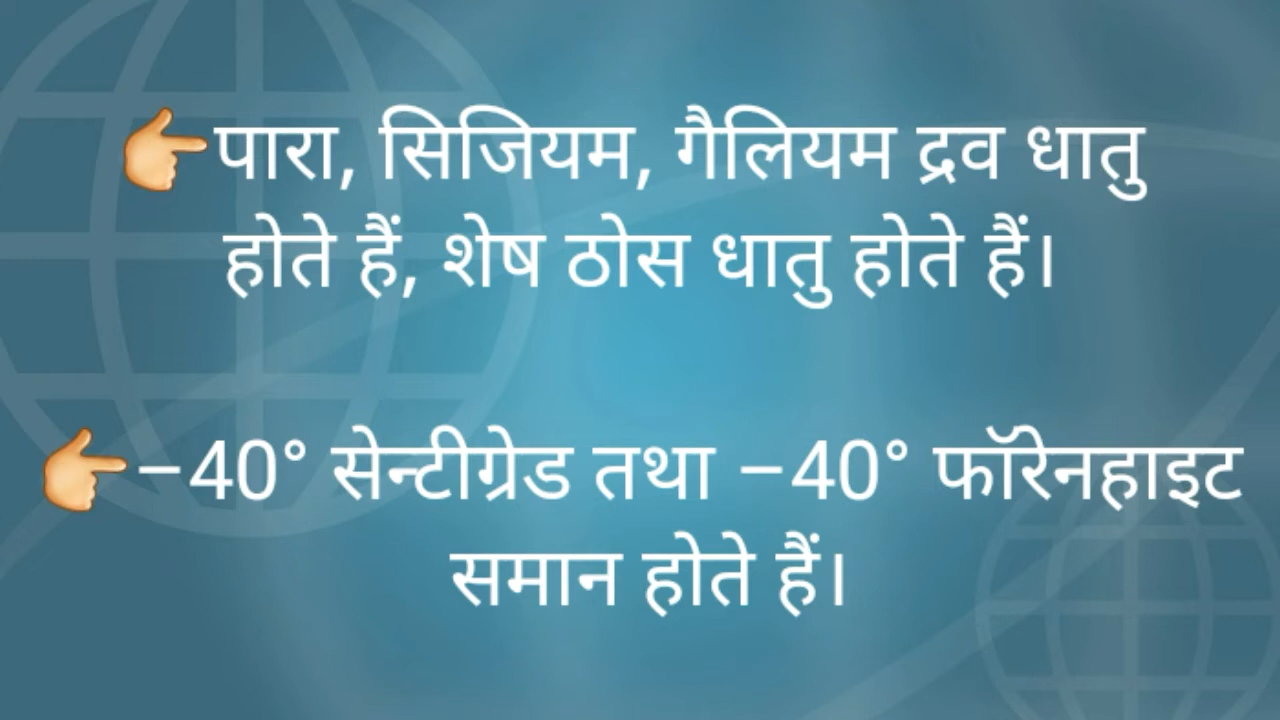 👉पारा, सिजियम, गैलियम द्रव धातु
होते हैं, शेष ठोस धातु होते हैं।
👉−40° सेन्टीग्रेड तथा −40° फॉरेनहाइट
समान होते हैं।